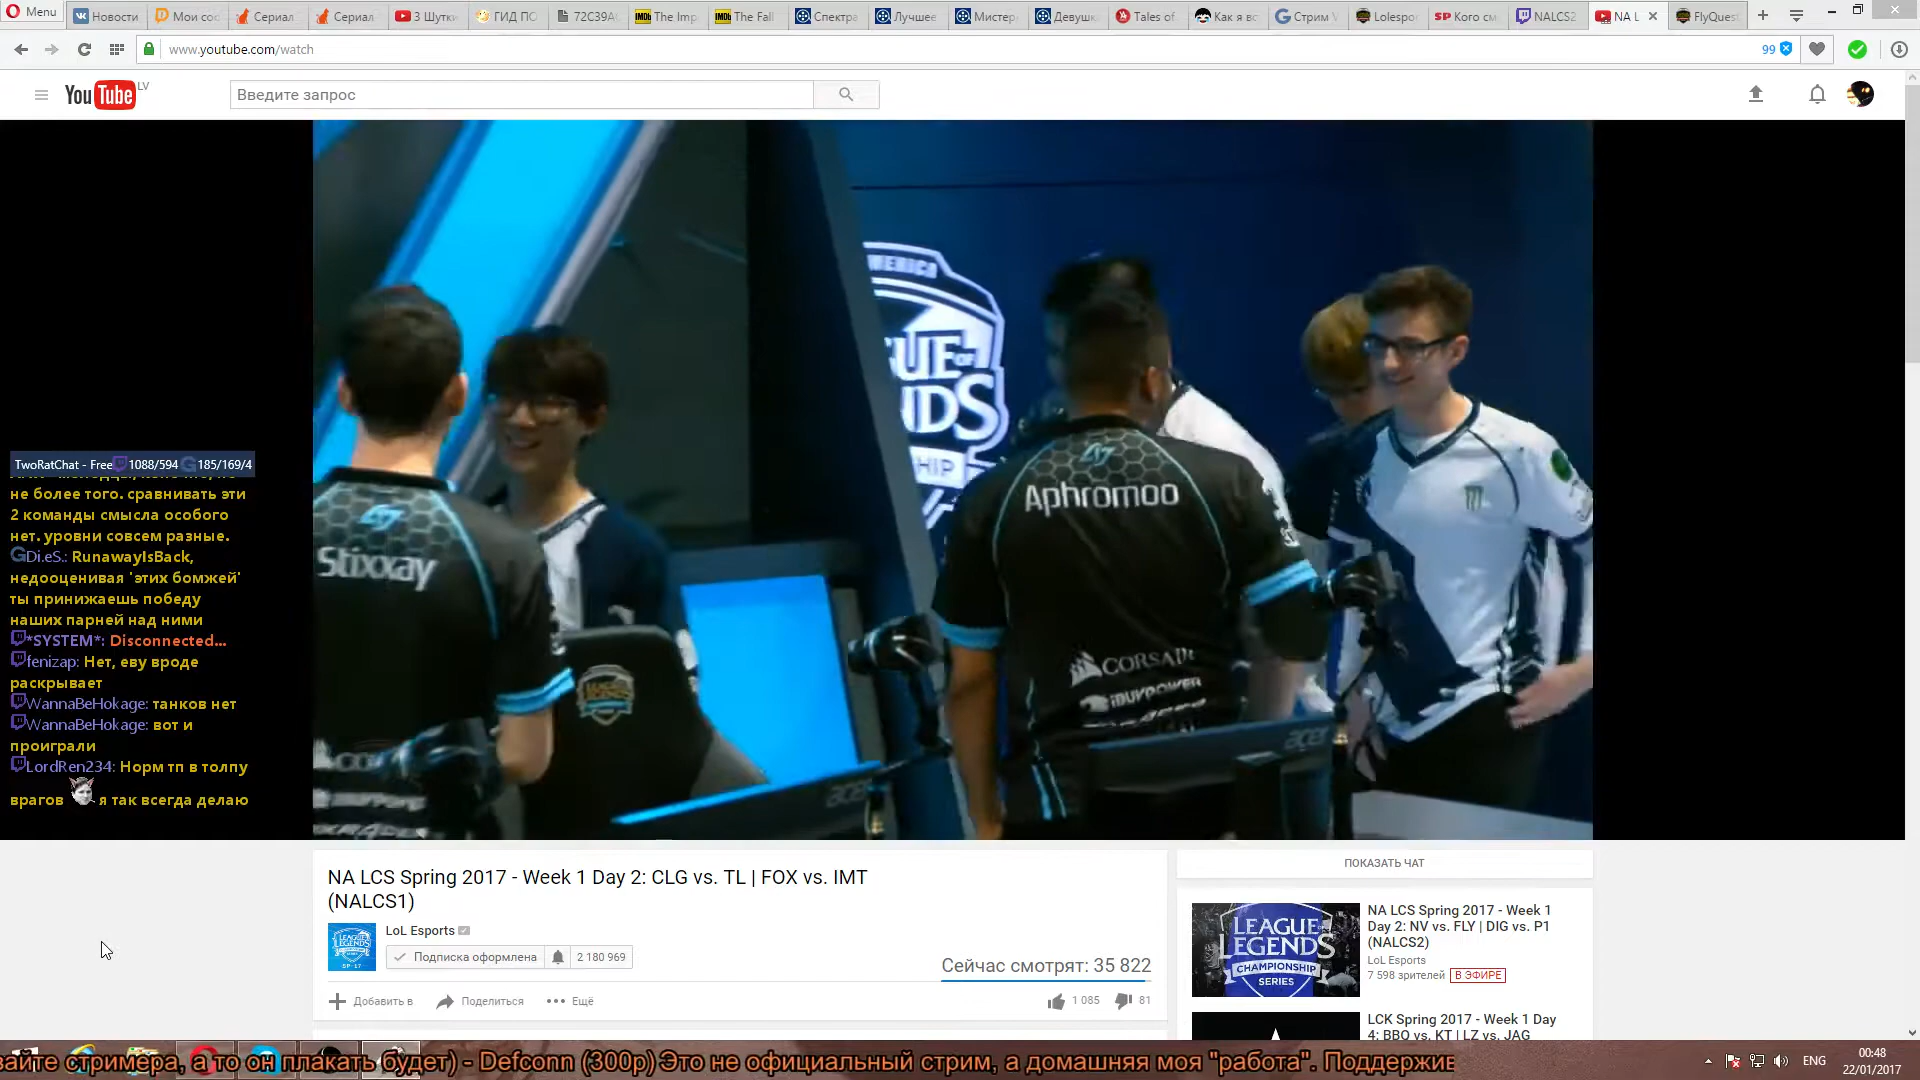 Menu
Новости
Мои соо
Сериал
Сериал
3 Шутки
ГИД ПО
72C39A
The Imp
The Fall
Спектра
Лучшее
Мистер
Девушк
Tales of
Как я вс
Стрим V
Lolespo
Кого см
NALCS2
NA L
FlyQues
www.youtube.com/watch
99
YouTube LV
Введите запрос
TwoRatChat - Free 1088/594 185/169/4
не более того. сравнивать эти
2 команды смысла особого
нет. уровни совсем разные.
Di.eS.: RunawayIsBack,
недооценивая 'этих бомжей'
ты принижаешь победу
наших парней над ними
*SYSTEM*: Disconnected...
fenizap: Нет, еву вроде
раскрывает
WannaBeHokage: танков нет
WannaBeHokage: вот и
проиграли
LordRen234: Норм тп в толпу
врагов я так всегда делаю
Stixxay
Aphromoo
CORSAIR
iBUYPOWER
acer
acer
NA LCS Spring 2017 - Week 1 Day 2: CLG vs. TL | FOX vs. IMT
(NALCS1)
LoL Esports
Подписка оформлена 2 180 969
Сейчас смотрят: 35 822
Добавить в Поделиться Ещё
1 085 81
ПОКАЗАТЬ ЧАТ
LEAGUE OF
LEGENDS
CHAMPIONSHIP
SERIES
NA LCS Spring 2017 - Week 1
Day 2: NV vs. FLY | DIG vs. P1
(NALCS2)
LoL Esports
7 598 зрителей В ЭФИРЕ
LCK Spring 2017 - Week 1 Day
4: BBQ vs. KT | LZ vs. JAG
вайте стримера, а то он плакать будет) - Defconn (300р) Это не официальный стрим, а домашняя моя "работа". Поддержив
ENG
00:48
22/01/2017